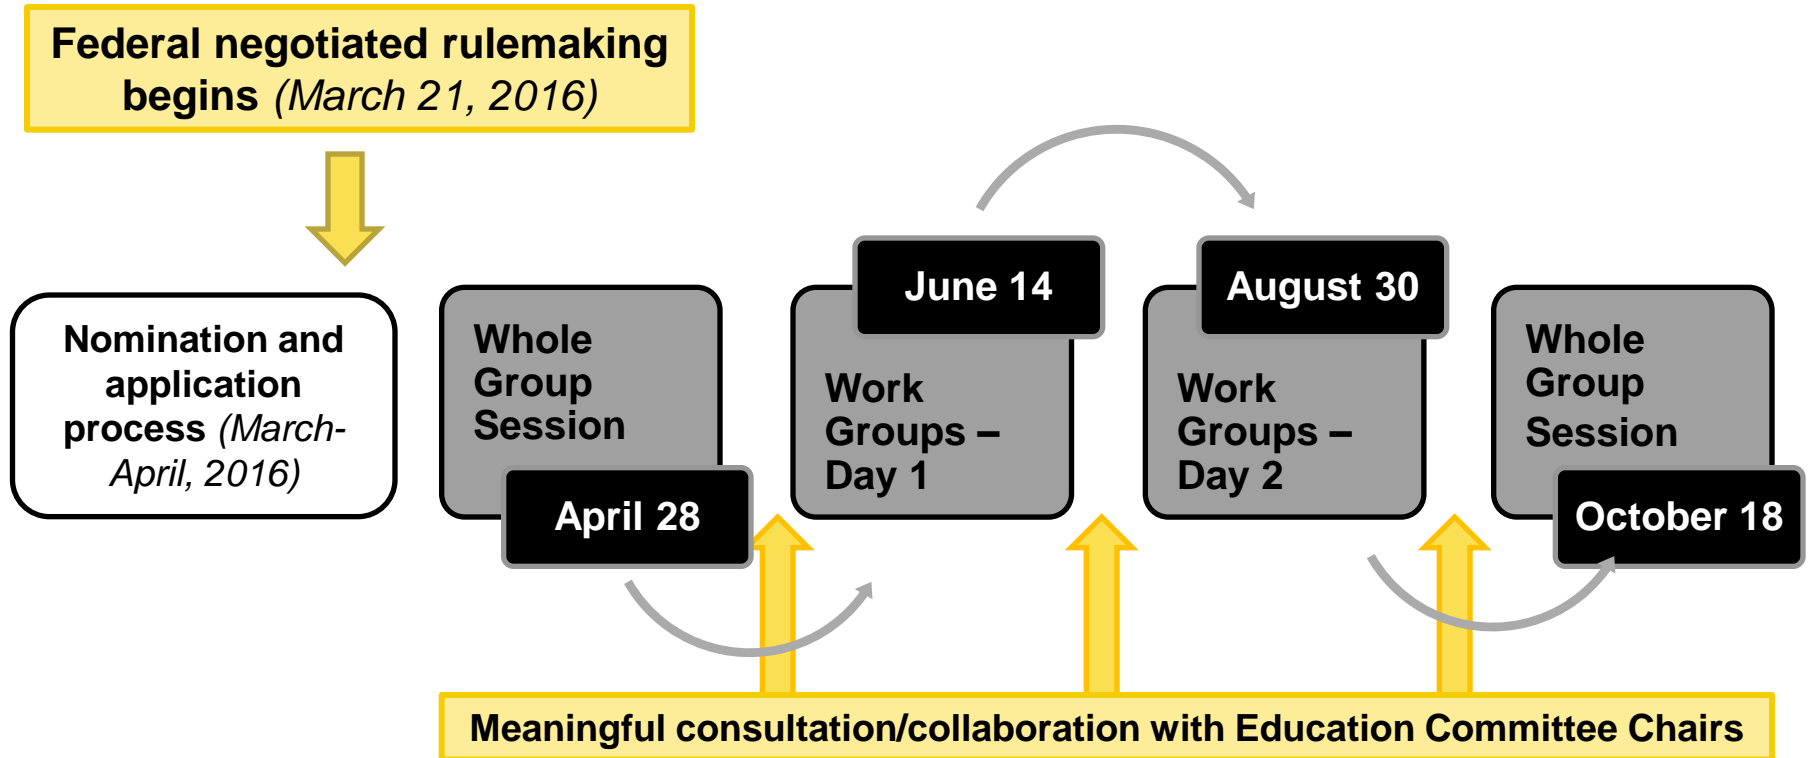 Federal negotiated rulemaking
begins (March 21, 2016)
Nomination and
application
process (March-
April, 2016)
Whole
Group
Session
April 28
June 14
Work
Groups –
Day 1
August 30
Work
Groups –
Day 2
Whole
Group
Session
October 18
Meaningful consultation/collaboration with Education Committee Chairs